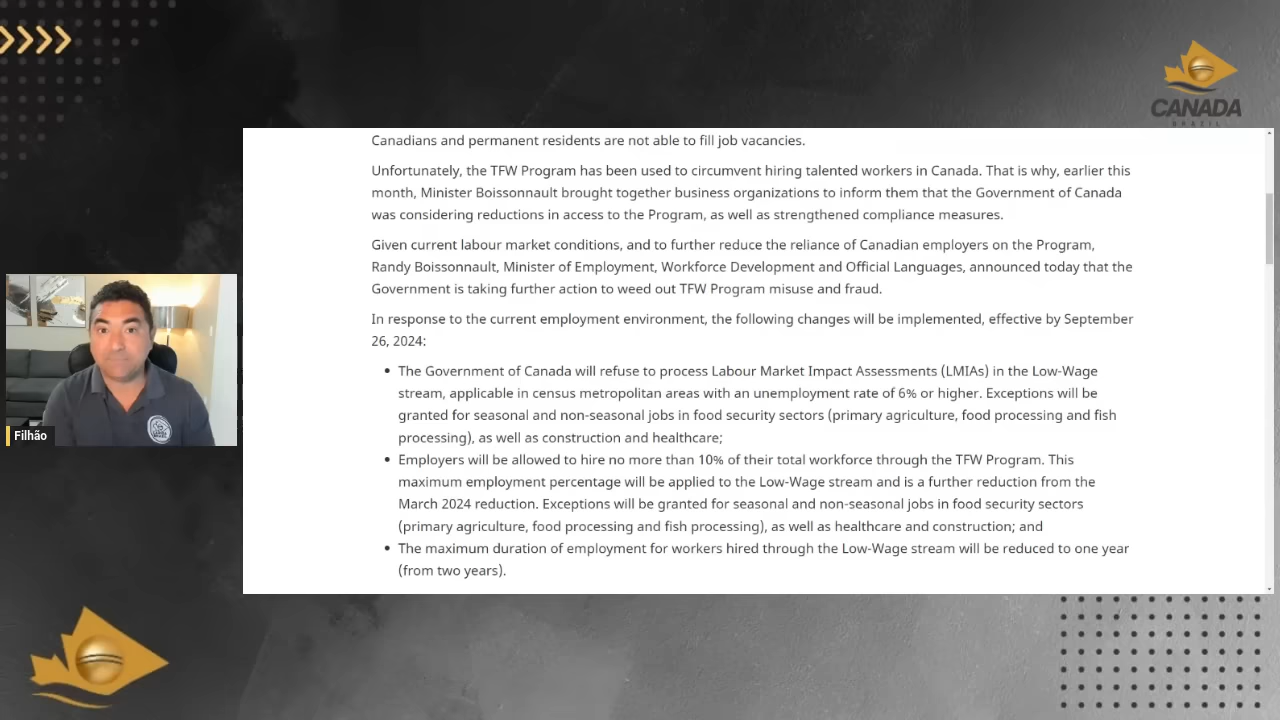 CANADA
BRAZIL
Canadians and permanent residents are not able to fill job vacancies.
Unfortunately, the TFW Program has been used to circumvent hiring talented workers in Canada. That is why, earlier this
month, Minister Boissonnault brought together business organizations to inform them that the Government of Canada
was considering reductions in access to the Program, as well as strengthened compliance measures.
Given current labour market conditions, and to further reduce the reliance of Canadian employers on the Program,
Randy Boissonnault, Minister of Employment, Workforce Development and Official Languages, announced today that the
Government is taking further action to weed out TFW Program misuse and fraud.
In response to the current employment environment, the following changes will be implemented, effective by September
26, 2024:
• The Government of Canada will refuse to process Labour Market Impact Assessments (LMIAs) in the Low-Wage
stream, applicable in census metropolitan areas with an unemployment rate of 6% or higher. Exceptions will be
granted for seasonal and non-seasonal jobs in food security sectors (primary agriculture, food processing and fish
processing), as well as construction and healthcare;
• Employers will be allowed to hire no more than 10% of their total workforce through the TFW Program. This
maximum employment percentage will be applied to the Low-Wage stream and is a further reduction from the
March 2024 reduction. Exceptions will be granted for seasonal and non-seasonal jobs in food security sectors
(primary agriculture, food processing and fish processing), as well as healthcare and construction; and
• The maximum duration of employment for workers hired through the Low-Wage stream will be reduced to one year
(from two years).
Filhão